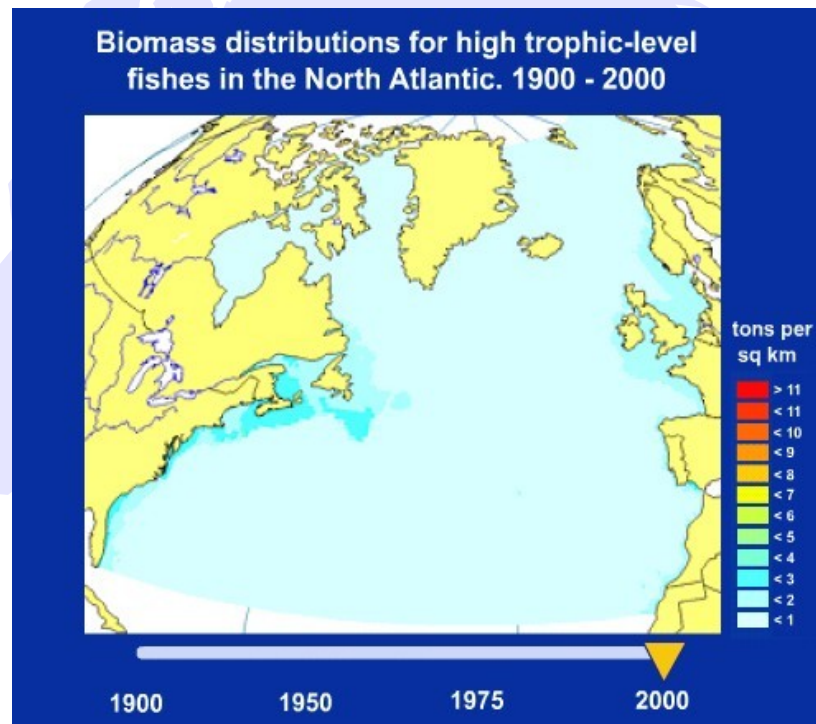 Biomass distributions for high trophic-level
fishes in the North Atlantic. 1900 - 2000
tons per
sq km
> 11
< 11
< 10
< 9
< 8
< 7
< 6
< 5
< 4
< 3
< 2
< 1
1900 1950 1975 2000